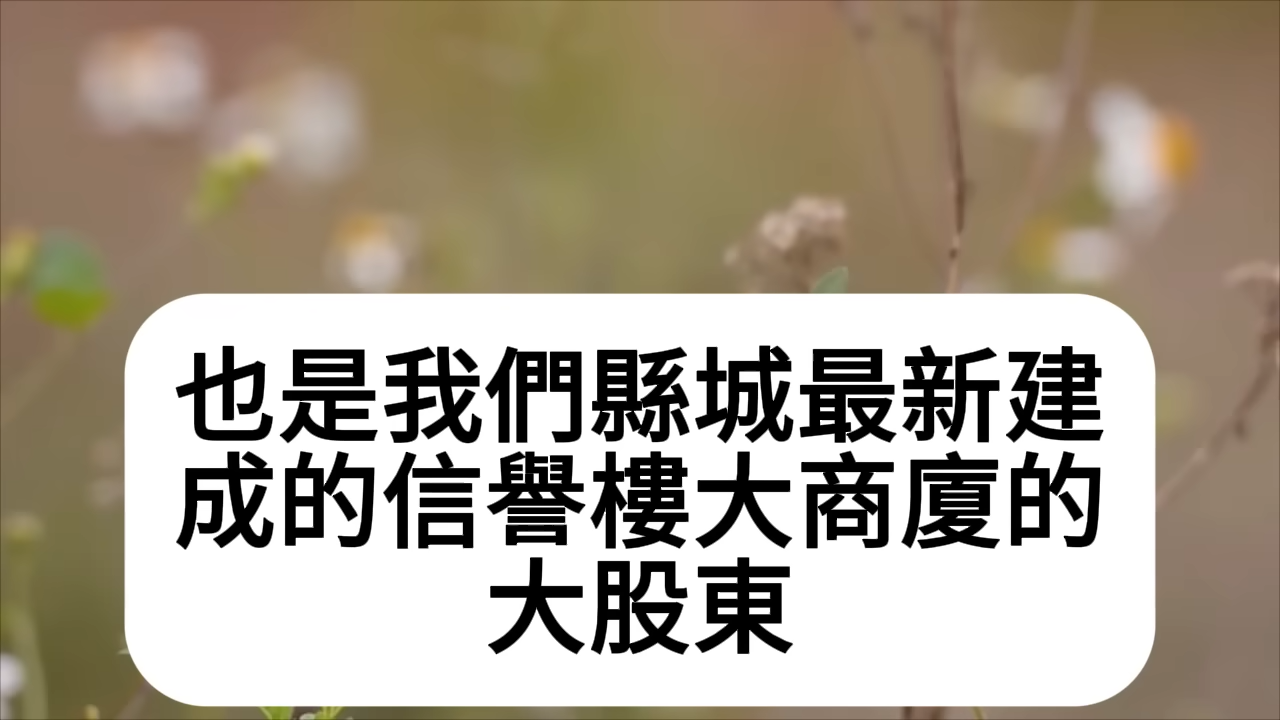 也是我們縣城最新建
成的信譽樓大商廈的
大股東